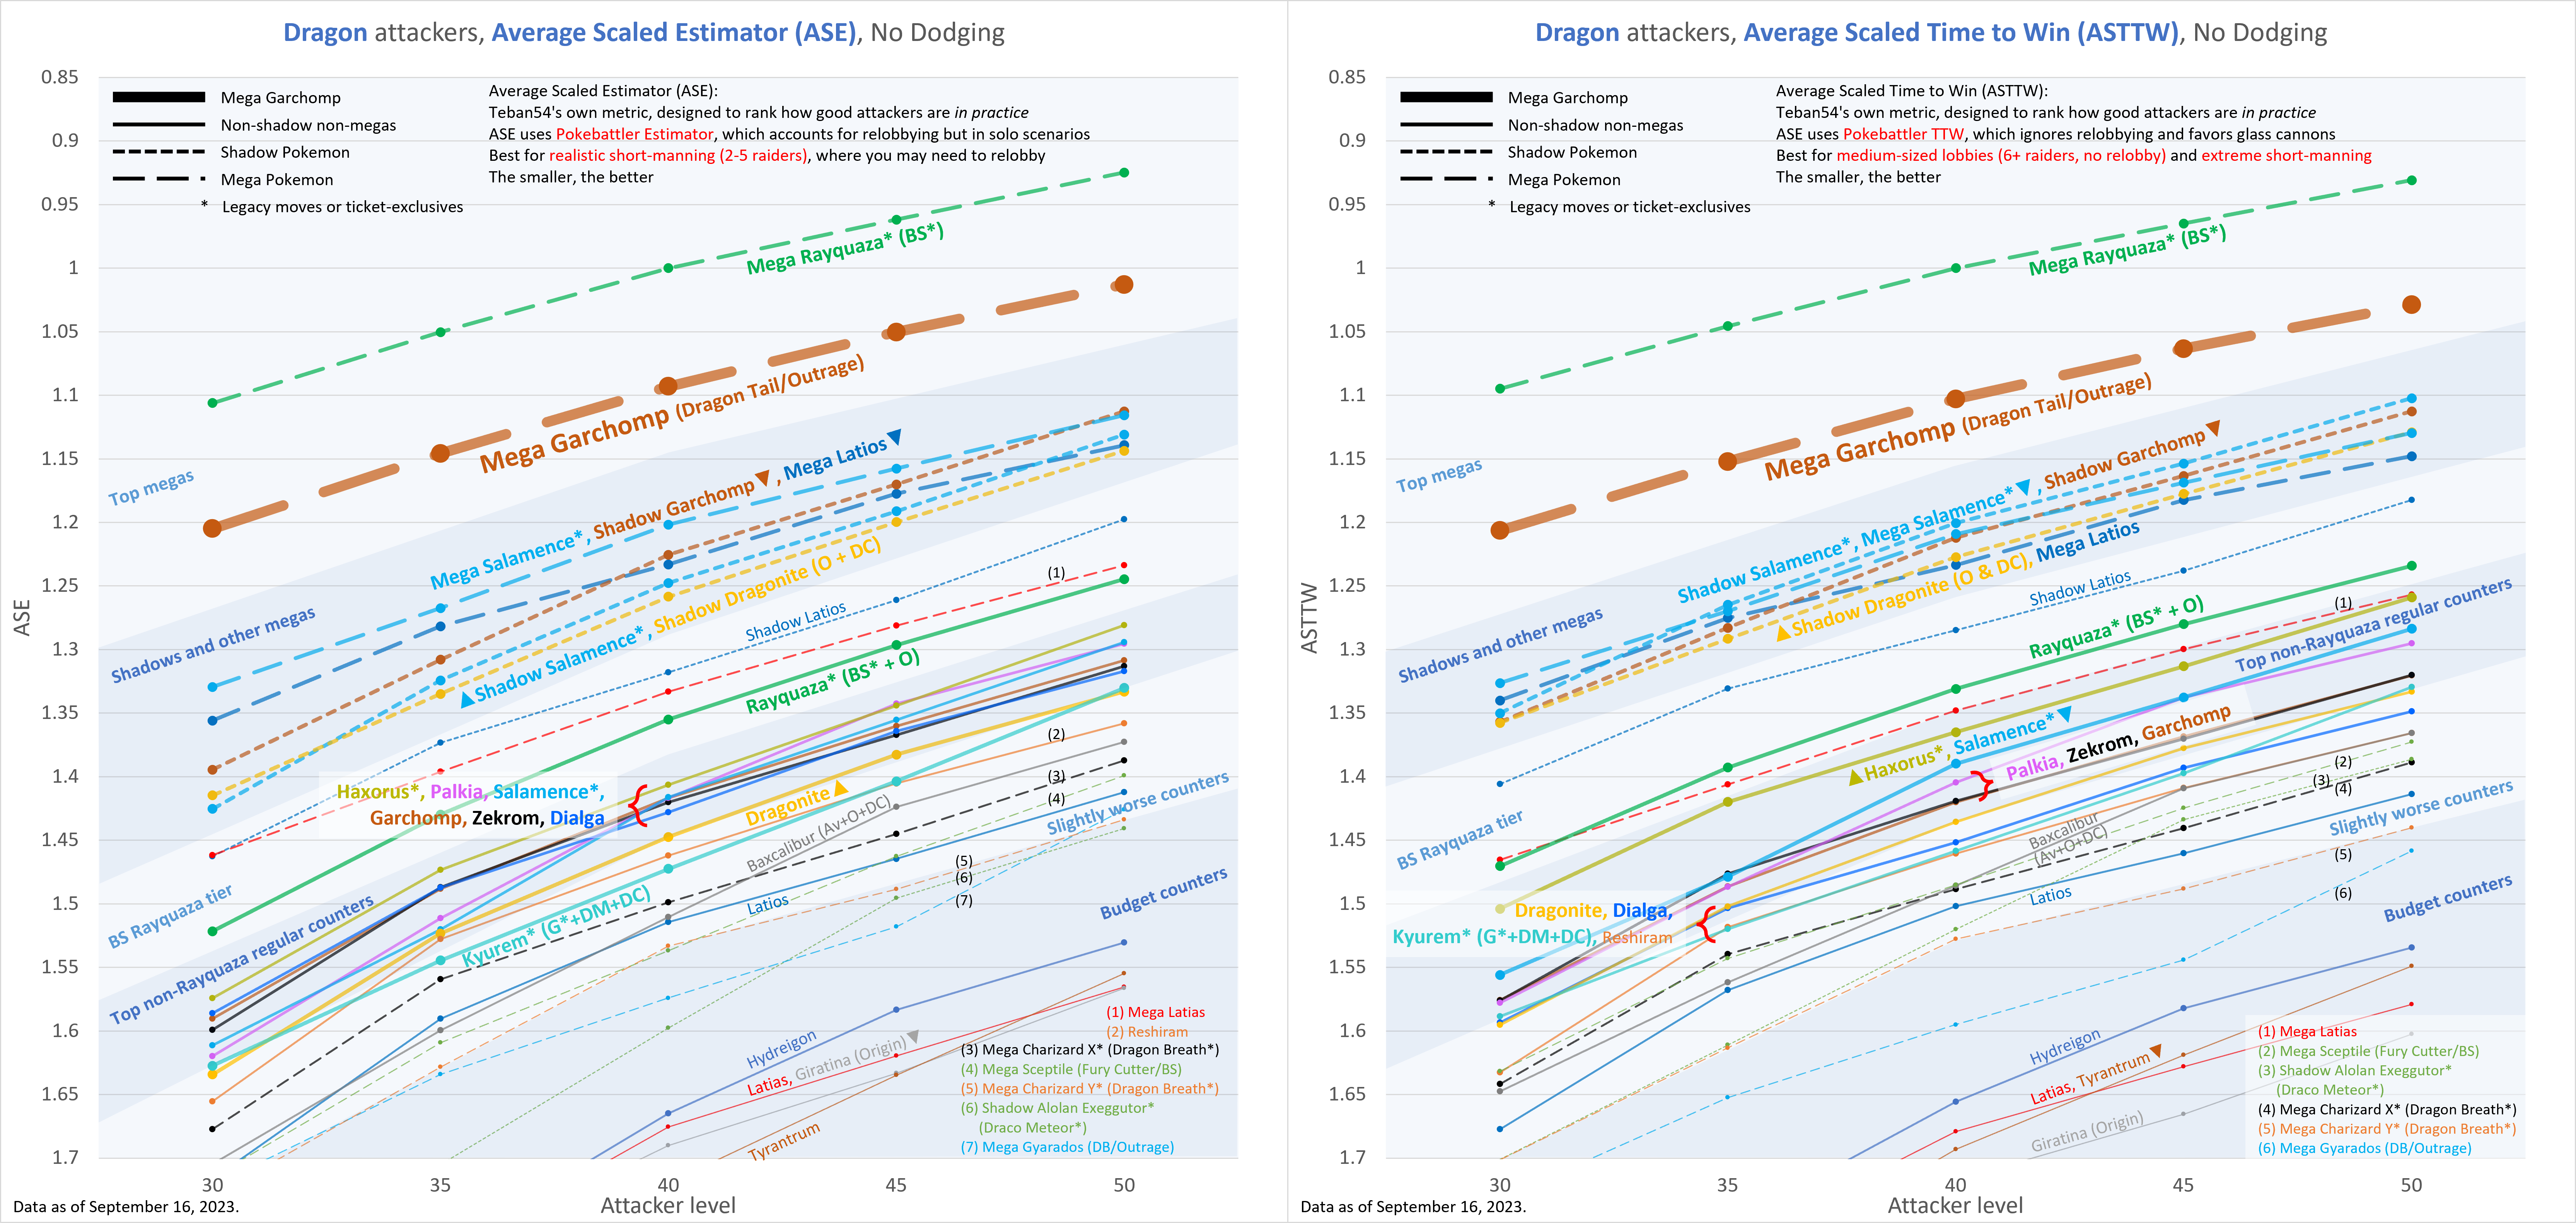 Dragon attackers, Average Scaled Estimator (ASE), No Dodging
0.85
0.9
0.95
1
1.05
1.1
1.15
1.2
1.25
1.3
1.35
1.4
1.45
1.5
1.55
1.6
1.65
1.7
ASE
Mega Garchomp
Non-shadow non-megas
Shadow Pokemon
Mega Pokemon
* Legacy moves or ticket-exclusives
Average Scaled Estimator (ASE):
Teban54's own metric, designed to rank how good attackers are in practice
ASE uses Pokebattler Estimator, which accounts for relobbying but in solo scenarios
Best for realistic short-manning (2-5 raiders), where you may need to relobby
The smaller, the better
Mega Rayquaza* (BS*)
Mega Garchomp (Dragon Tail/Outrage)
Top megas
Mega Salamence*, Shadow Garchomp▼, Mega Latios▼
Shadows and other megas
▲Shadow Salamence*, Shadow Dragonite (O + DC)
Shadow Latios
(1)
Rayquaza* (BS* + O)
BS Rayquaza tier
Haxorus*, Palkia, Salamence*,
Garchomp, Zekrom, Dialga
Top non-Rayquaza regular counters
Dragonite▲
(2)
Baxcalibur (Av+O+DC)
(3)
(4)
Slightly worse counters
Kyurem* (G*+DM+DC)
Latios
(5)
(6)
(7)
Budget counters
Hydreigon
Latias, Giratina (Origin)▼
Tyrantrum
(1) Mega Latias
(2) Reshiram
(3) Mega Charizard X* (Dragon Breath*)
(4) Mega Sceptile (Fury Cutter/BS)
(5) Mega Charizard Y* (Dragon Breath*)
(6) Shadow Alolan Exeggutor*
(Draco Meteor*)
(7) Mega Gyarados (DB/Outrage)
30 35 40 45 50
Attacker level
Data as of September 16, 2023.
Dragon attackers, Average Scaled Time to Win (ASTTW), No Dodging
0.85
0.9
0.95
1
1.05
1.1
1.15
1.2
1.25
1.3
1.35
1.4
1.45
1.5
1.55
1.6
1.65
1.7
ASTTW
Mega Garchomp
Non-shadow non-megas
Shadow Pokemon
Mega Pokemon
* Legacy moves or ticket-exclusives
Average Scaled Time to Win (ASTTW):
Teban54's own metric, designed to rank how good attackers are in practice
ASE uses Pokebattler TTW, which ignores relobbying and favors glass cannons
Best for medium-sized lobbies (6+ raiders, no relobby) and extreme short-manning
The smaller, the better
Mega Rayquaza* (BS*)
Mega Garchomp (Dragon Tail/Outrage)
Top megas
Shadow Salamence*, Mega Salamence*▼, Shadow Garchomp▼
Shadows and other megas
▲Shadow Dragonite (O & DC), Mega Latios
Shadow Latios
(1)
Rayquaza* (BS* + O)
Top non-Rayquaza regular counters
BS Rayquaza tier
▲Haxorus*, Salamence*▼
Palkia, Zekrom, Garchomp
(2)
(3)
(4)
Slightly worse counters
Baxcalibur
(Av+O+DC)
Dragonite, Dialga,
Kyurem* (G*+DM+DC), Reshiram
Latios
(5)
(6)
Budget counters
Hydreigon
Latias, Tyrantrum▼
Giratina (Origin)
(1) Mega Latias
(2) Mega Sceptile (Fury Cutter/BS)
(3) Shadow Alolan Exeggutor*
(Draco Meteor*)
(4) Mega Charizard X* (Dragon Breath*)
(5) Mega Charizard Y* (Dragon Breath*)
(6) Mega Gyarados (DB/Outrage)
30 35 40 45 50
Attacker level
Data as of September 16, 2023.